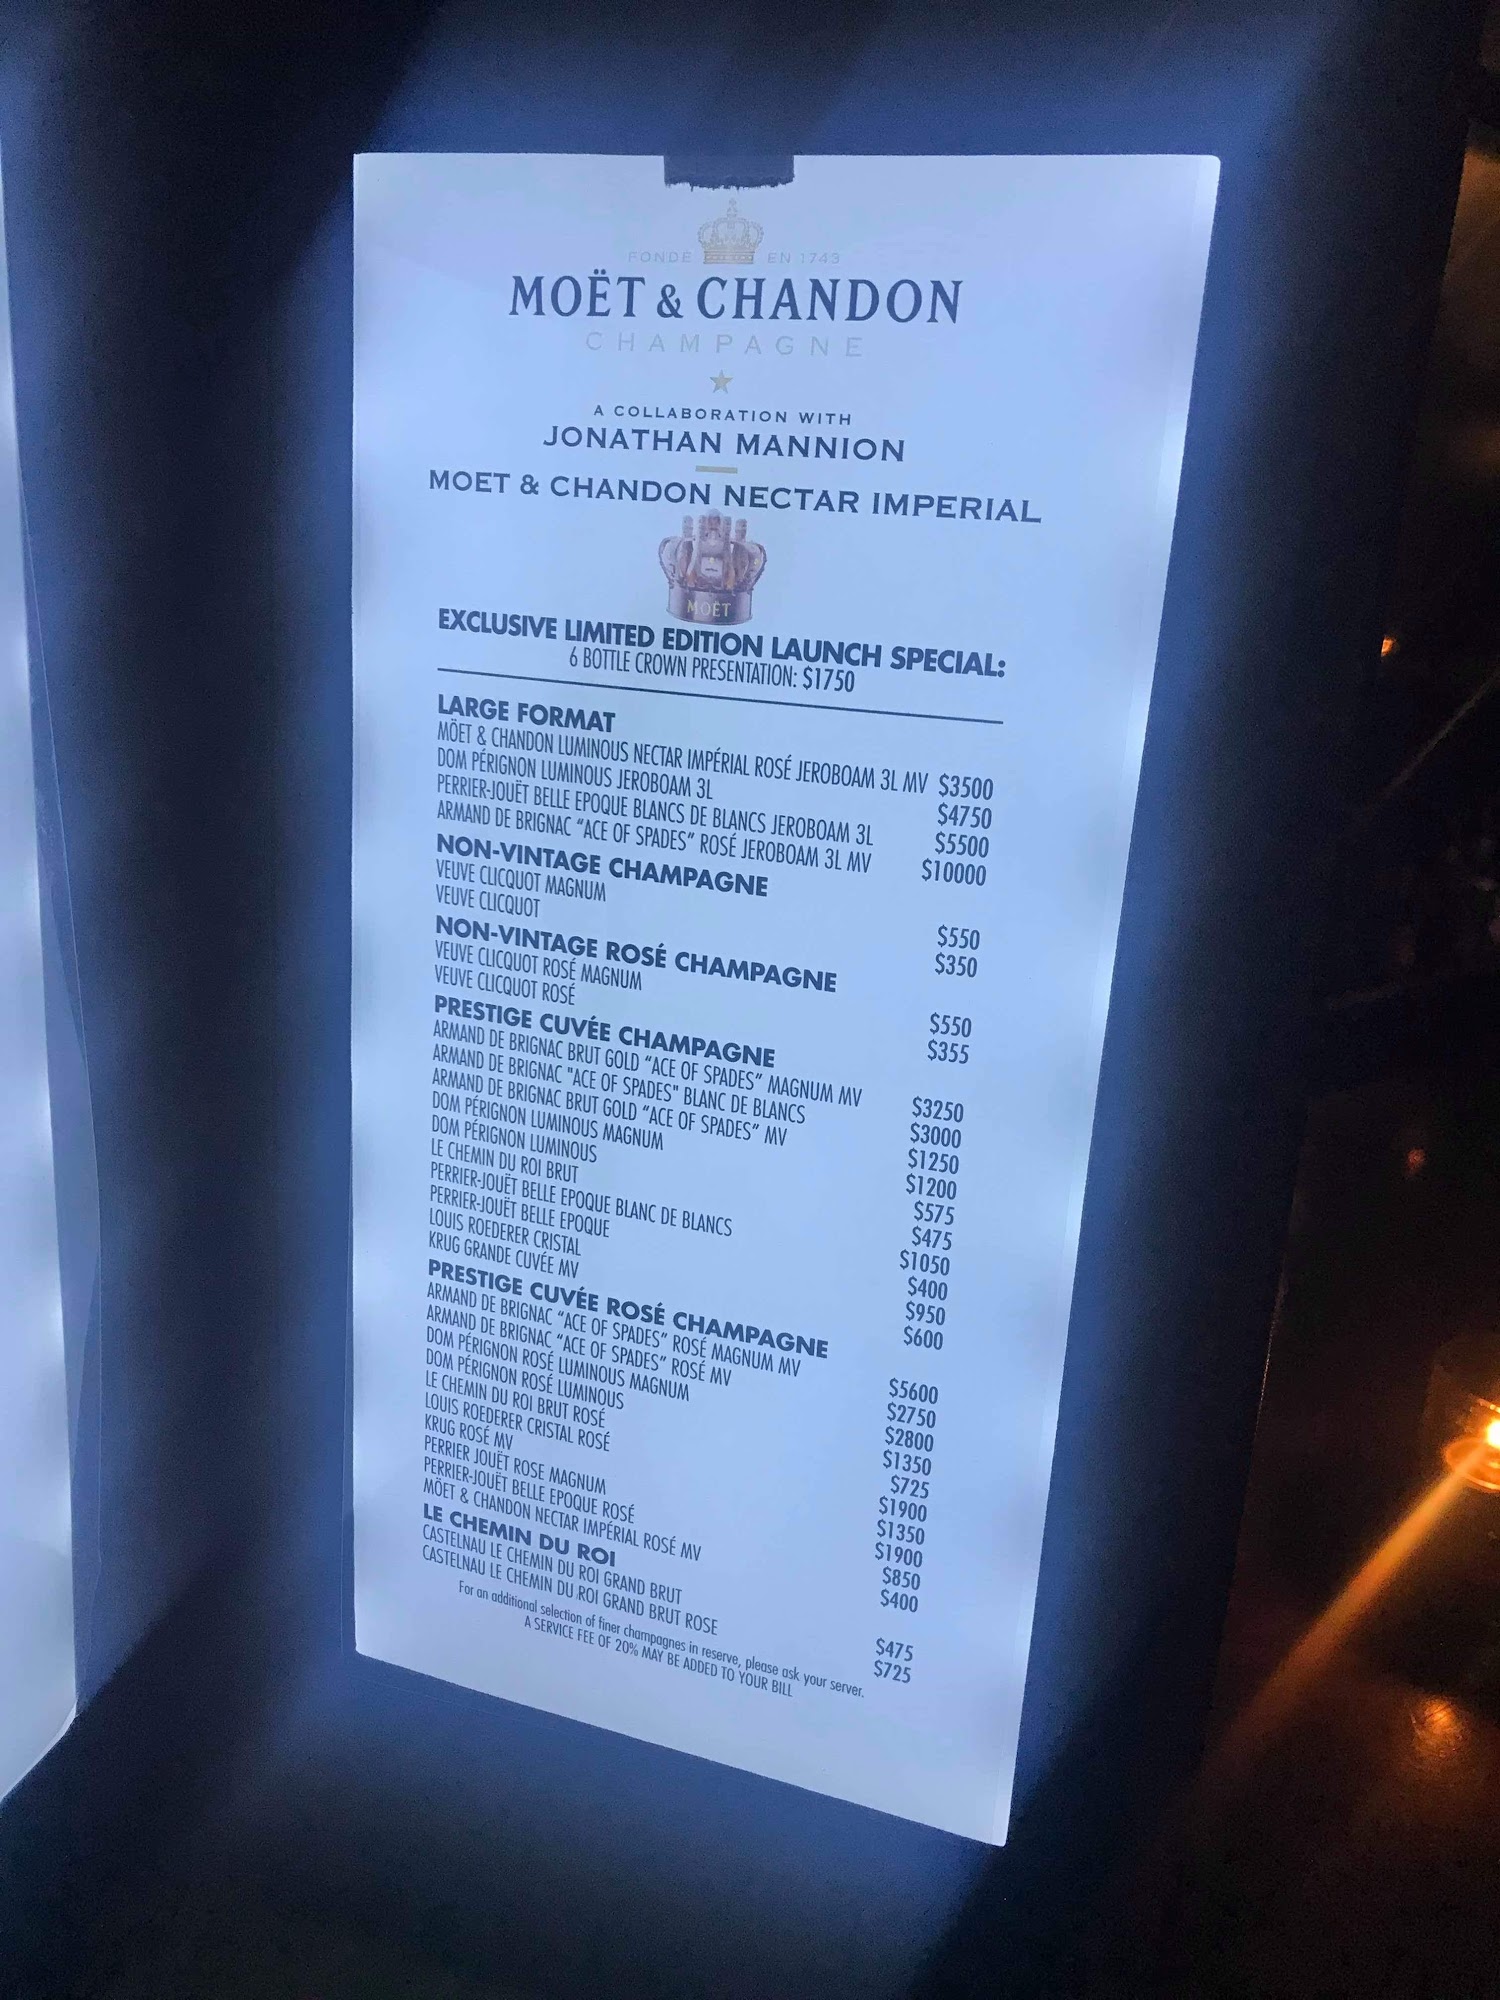 FONDÉ EN 1743
MOËT & CHANDON
CHAMPAGNE
A COLLABORATION WITH
JONATHAN MANNION
MOET & CHANDON NECTAR IMPERIAL
MOËT
EXCLUSIVE LIMITED EDITION LAUNCH SPECIAL:
6 BOTTLE CROWN PRESENTATION: $1750
LARGE FORMAT
MÖET & CHANDON LUMINOUS NECTAR IMPÉRIAL ROSÉ JEROBOAM 3L MV $3500
DOM PÉRIGNON LUMINOUS JEROBOAM 3L $4750
PERRIER-JOUËT BELLE EPOQUE BLANCS DE BLANCS JEROBOAM 3L $5500
ARMAND DE BRIGNAC “ACE OF SPADES” ROSÉ JEROBOAM 3L MV $10000
NON-VINTAGE CHAMPAGNE
VEUVE CLICQUOT MAGNUM $550
VEUVE CLICQUOT $350
NON-VINTAGE ROSÉ CHAMPAGNE
VEUVE CLICQUOT ROSÉ MAGNUM $550
VEUVE CLICQUOT ROSÉ $355
PRESTIGE CUVÉE CHAMPAGNE
ARMAND DE BRIGNAC BRUT GOLD “ACE OF SPADES” MAGNUM MV $3250
ARMAND DE BRIGNAC "ACE OF SPADES" BLANC DE BLANCS $3000
ARMAND DE BRIGNAC BRUT GOLD “ACE OF SPADES” MV $1250
DOM PÉRIGNON LUMINOUS MAGNUM $1200
DOM PÉRIGNON LUMINOUS $575
LE CHEMIN DU ROI BRUT $475
PERRIER-JOUËT BELLE EPOQUE BLANC DE BLANCS $1050
PERRIER-JOUËT BELLE EPOQUE $400
LOUIS ROEDERER CRISTAL $950
KRUG GRANDE CUVÉE MV $600
PRESTIGE CUVÉE ROSÉ CHAMPAGNE
ARMAND DE BRIGNAC “ACE OF SPADES” ROSÉ MAGNUM MV $5600
ARMAND DE BRIGNAC “ACE OF SPADES” ROSÉ MV $2750
DOM PÉRIGNON ROSÉ LUMINOUS MAGNUM $2800
DOM PÉRIGNON ROSÉ LUMINOUS $1350
LE CHEMIN DU ROI BRUT ROSÉ $725
LOUIS ROEDERER CRISTAL ROSÉ $1900
KRUG ROSÉ MV $1350
PERRIER JOUËT ROSE MAGNUM $1900
PERRIER-JOUËT BELLE EPOQUE ROSÉ $850
MÖET & CHANDON NECTAR IMPÉRIAL ROSÉ MV $400
LE CHEMIN DU ROI
CASTELNAU LE CHEMIN DU ROI GRAND BRUT $475
CASTELNAU LE CHEMIN DU ROI GRAND BRUT ROSE $725
For an additional selection of finer champagnes in reserve, please ask your server.
A SERVICE FEE OF 20% MAY BE ADDED TO YOUR BILL